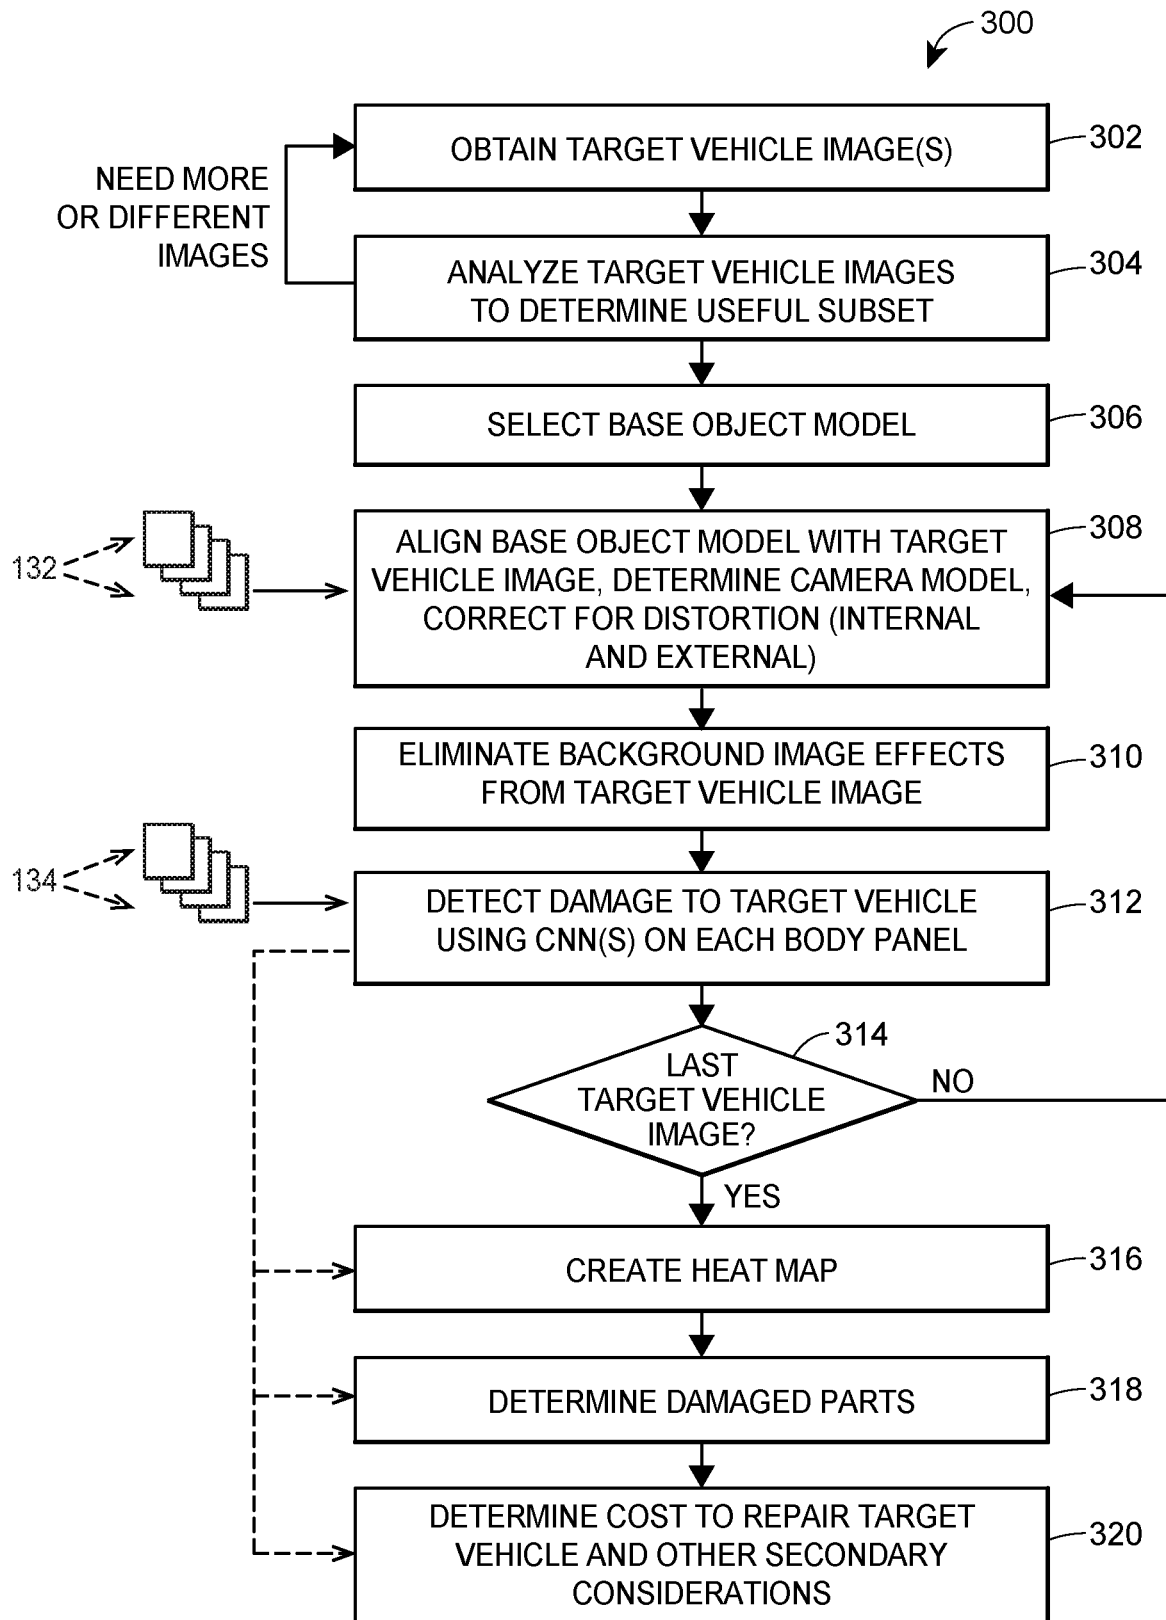 300
OBTAIN TARGET VEHICLE IMAGE(S)
302
NEED MORE
OR DIFFERENT
IMAGES
ANALYZE TARGET VEHICLE IMAGES
TO DETERMINE USEFUL SUBSET
304
SELECT BASE OBJECT MODEL
306
132
ALIGN BASE OBJECT MODEL WITH TARGET
VEHICLE IMAGE, DETERMINE CAMERA MODEL,
CORRECT FOR DISTORTION (INTERNAL
AND EXTERNAL)
308
ELIMINATE BACKGROUND IMAGE EFFECTS
FROM TARGET VEHICLE IMAGE
310
134
DETECT DAMAGE TO TARGET VEHICLE
USING CNN(S) ON EACH BODY PANEL
312
314
LAST
TARGET VEHICLE
IMAGE?
NO
YES
CREATE HEAT MAP
316
DETERMINE DAMAGED PARTS
318
DETERMINE COST TO REPAIR TARGET
VEHICLE AND OTHER SECONDARY
CONSIDERATIONS
320